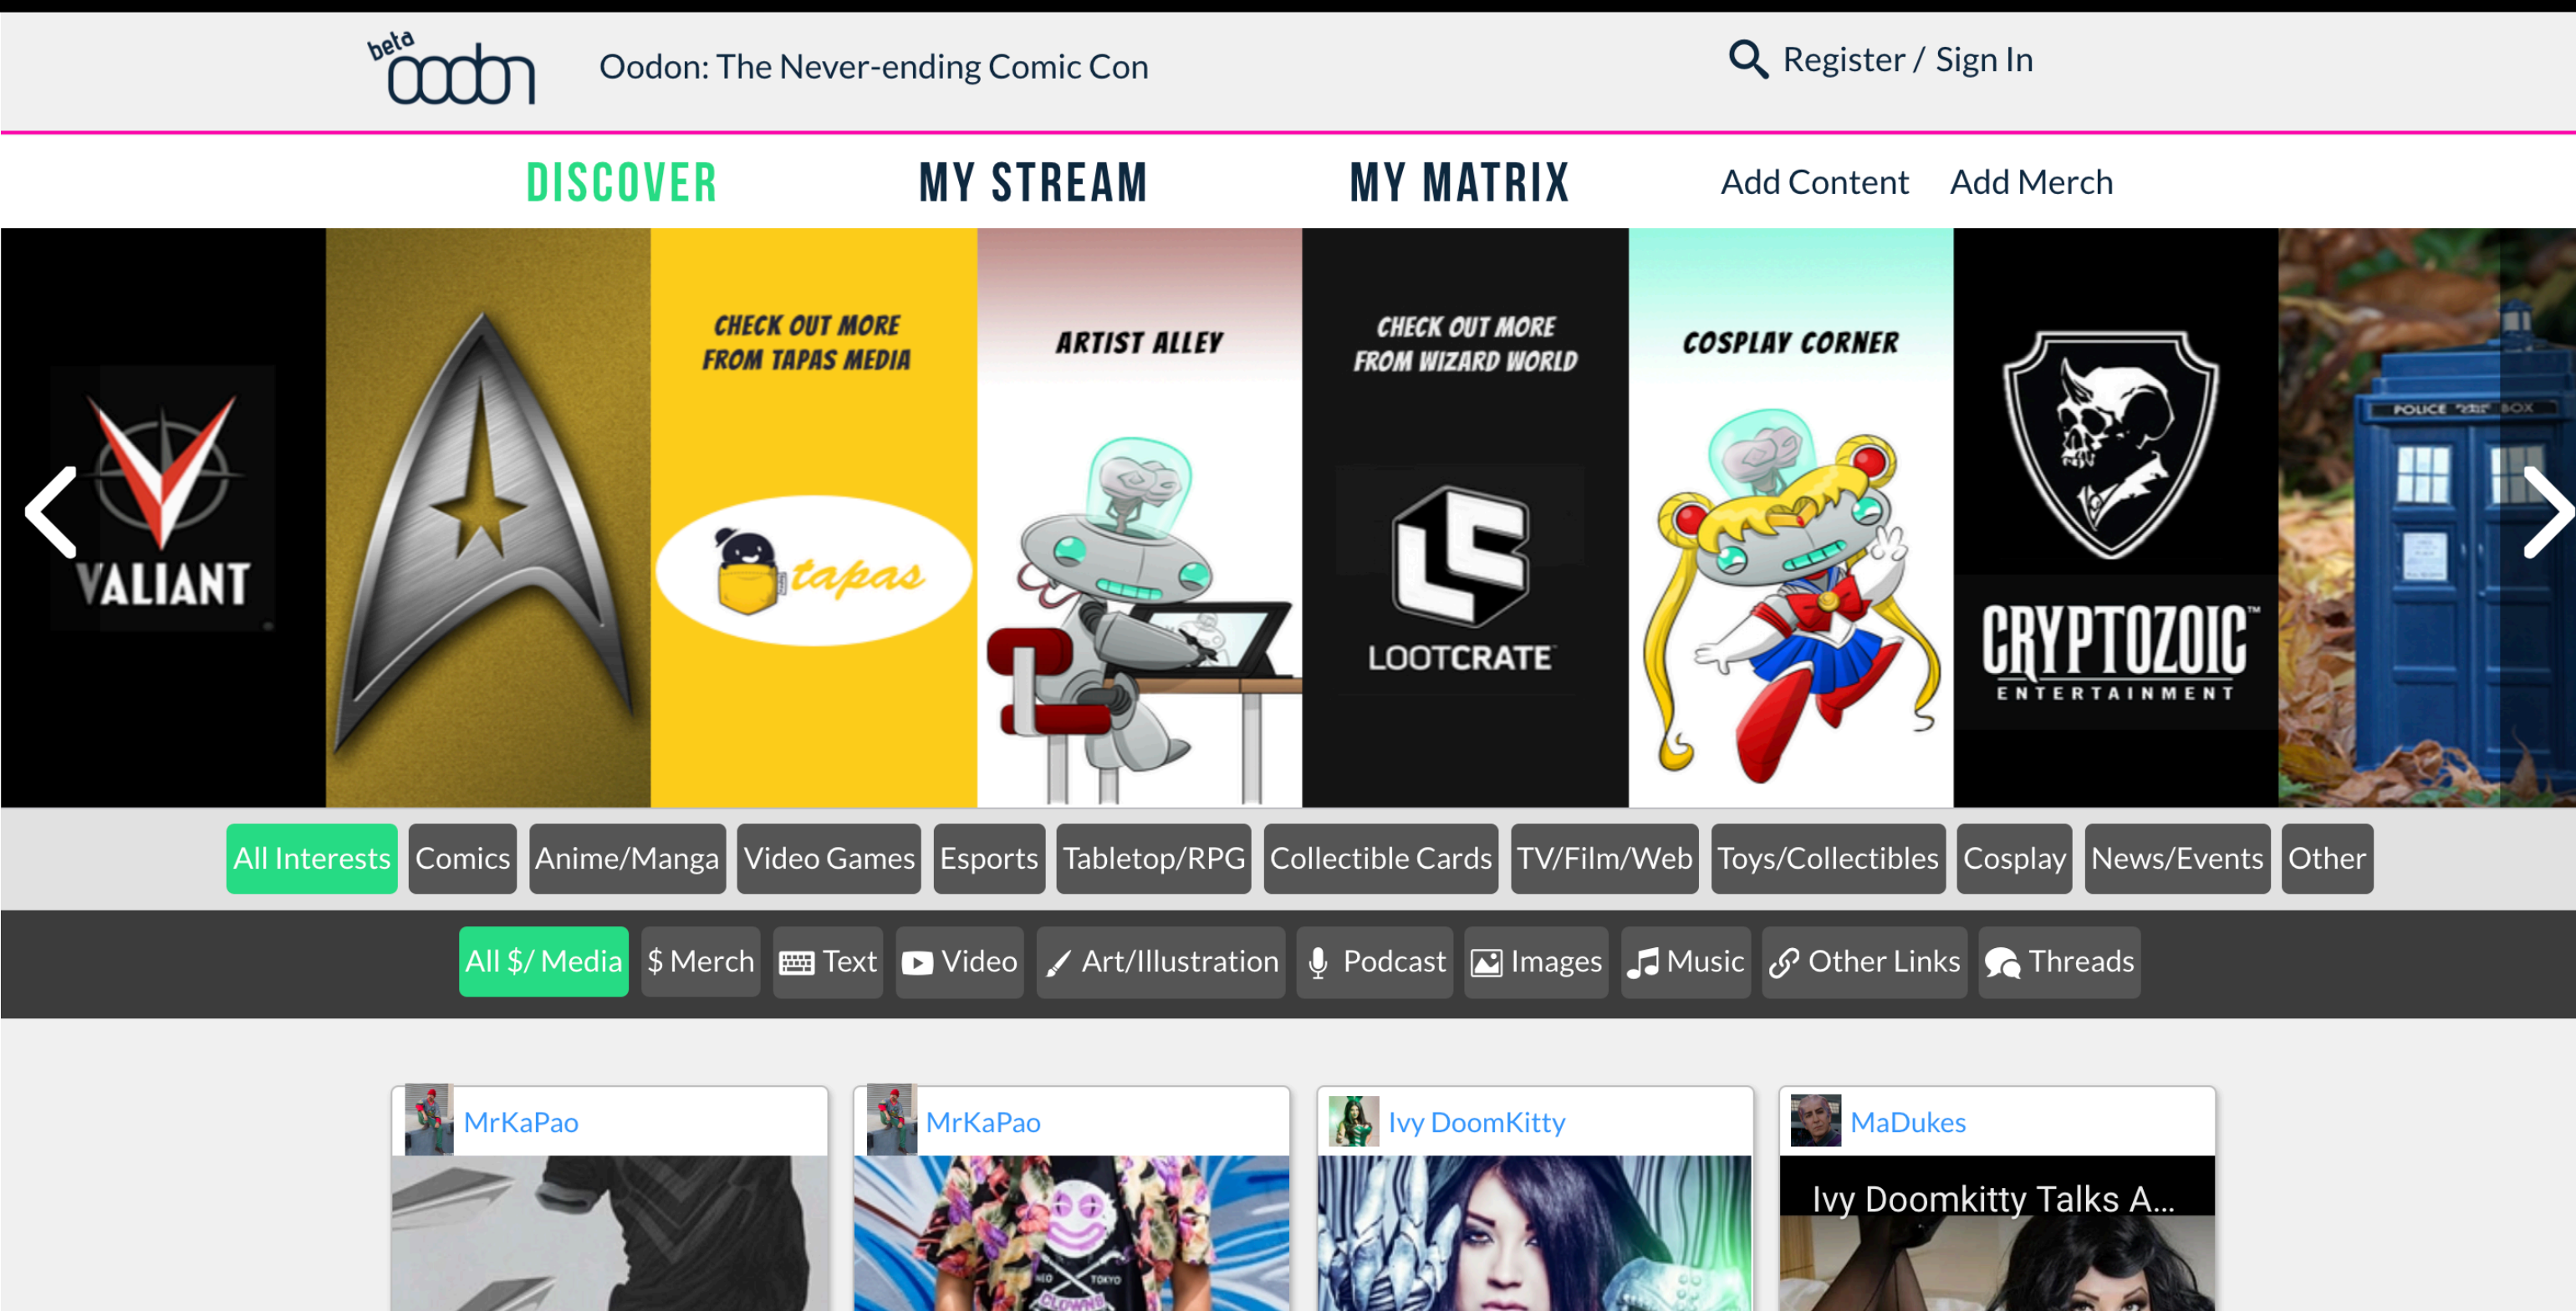 beta
oodon
Oodon: The Never-ending Comic Con
Register / Sign In
DISCOVER
MY STREAM
MY MATRIX
Add Content
Add Merch
VALIANT
CHECK OUT MORE
FROM TAPAS MEDIA
tapas
ARTIST ALLEY
CHECK OUT MORE
FROM WIZARD WORLD
LOOTCRATE
COSPLAY CORNER
CRYPTOZOIC™
ENTERTAINMENT
POLICE BOX
All Interests
Comics
Anime/Manga
Video Games
Esports
Tabletop/RPG
Collectible Cards
TV/Film/Web
Toys/Collectibles
Cosplay
News/Events
Other
All $/ Media
$ Merch
Text
Video
Art/Illustration
Podcast
Images
Music
Other Links
Threads
MrKaPao
MrKaPao
Ivy DoomKitty
MaDukes
NEO TOKYO
CLOWNS
Ivy Doomkitty Talks A...